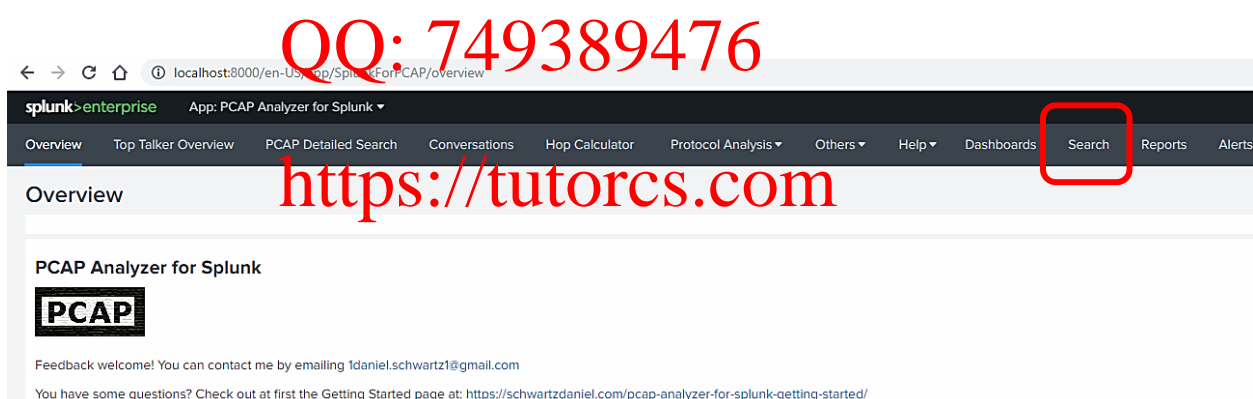 QQ: 749389476
localhost:8000/en-US/app/SplunkForPCAP/overview
splunk>enterprise App: PCAP Analyzer for Splunk
Overview Top Talker Overview PCAP Detailed Search Conversations Hop Calculator Protocol Analysis Others Help Dashboards Search Reports Alerts
https://tutorcs.com
Overview
PCAP Analyzer for Splunk
PCAP
Feedback welcome! You can contact me by emailing 1daniel.schwartz1@gmail.com
You have some questions? Check out at first the Getting Started page at: https://schwartzdaniel.com/pcap-analyzer-for-splunk-getting-started/